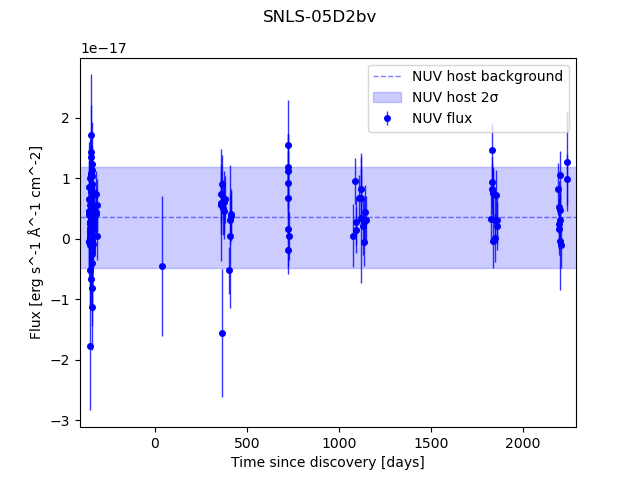 SNLS-05D2bv
1e−17
NUV host background
NUV host 2σ
NUV flux
2
1
0
−1
−2
−3
Flux [erg s^-1 Å^-1 cm^-2]
0 500 1000 1500 2000
Time since discovery [days]